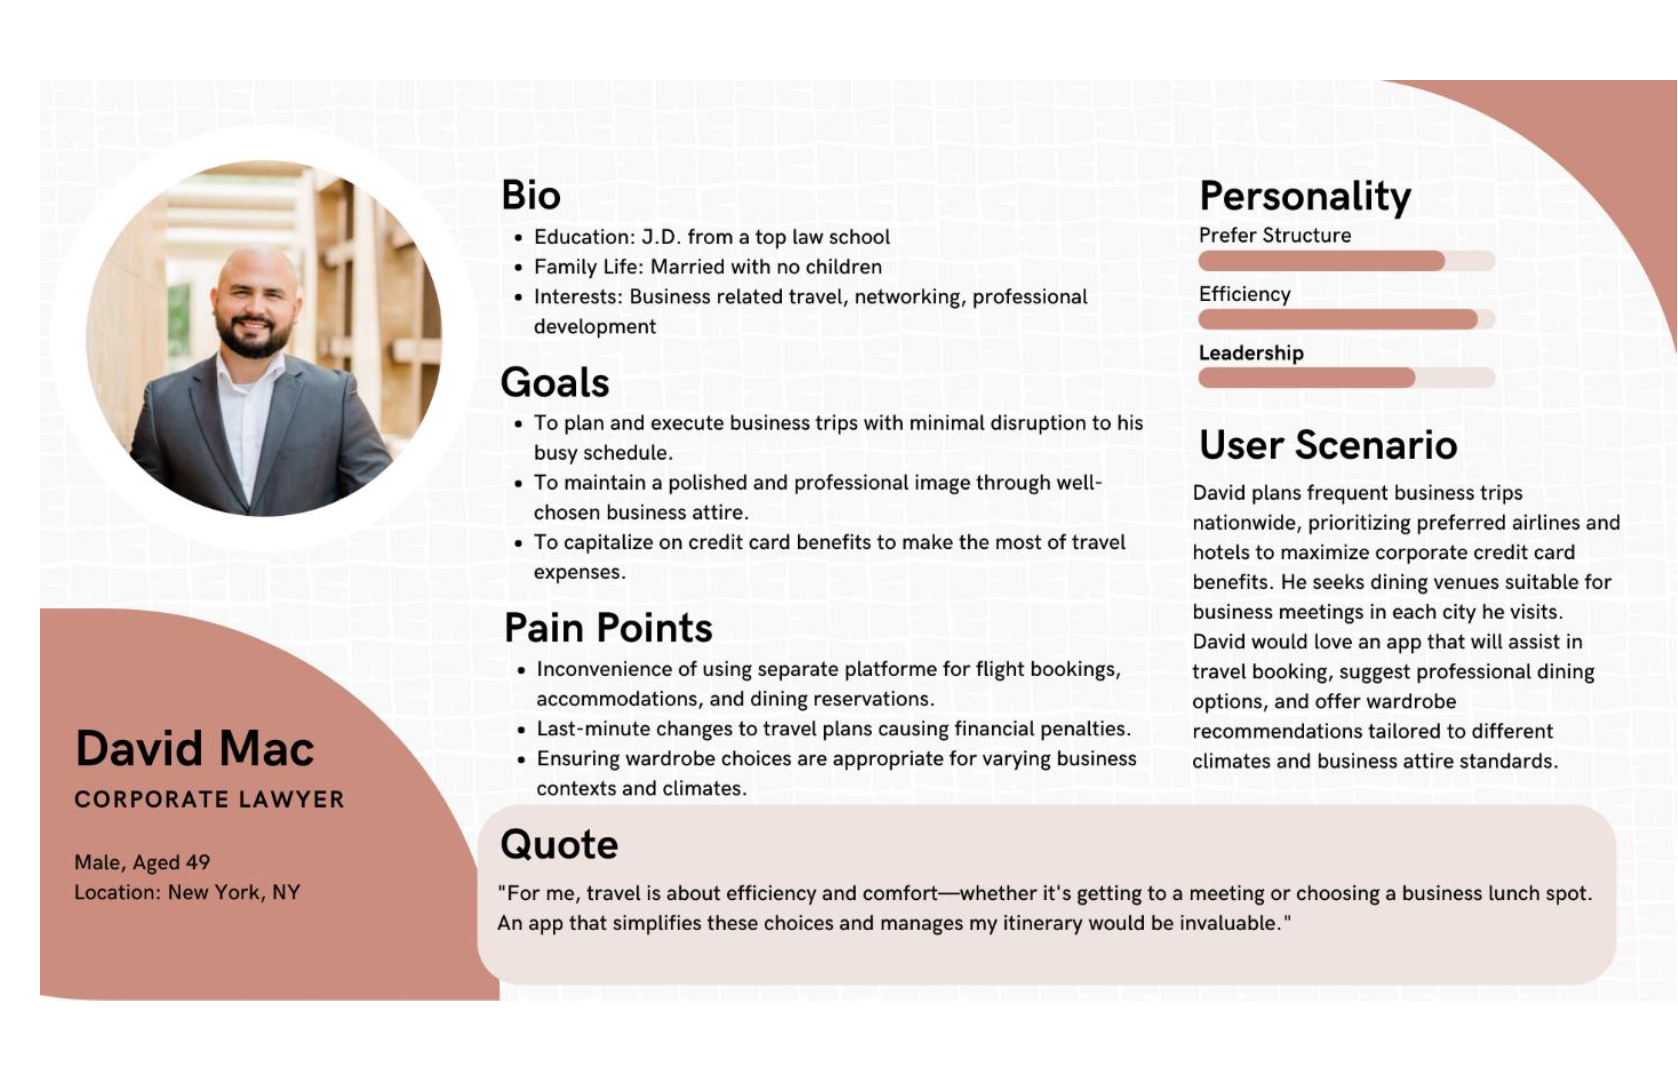 Bio
• Education: J.D. from a top law school
• Family Life: Married with no children
• Interests: Business related travel, networking, professional
development
Goals
• To plan and execute business trips with minimal disruption to his
busy schedule.
• To maintain a polished and professional image through well-
chosen business attire.
• To capitalize on credit card benefits to make the most of travel
expenses.
Pain Points
• Inconvenience of using separate platforme for flight bookings,
accommodations, and dining reservations.
• Last-minute changes to travel plans causing financial penalties.
• Ensuring wardrobe choices are appropriate for varying business
contexts and climates.
Personality
Prefer Structure
Efficiency
Leadership
User Scenario
David plans frequent business trips
nationwide, prioritizing preferred airlines and
hotels to maximize corporate credit card
benefits. He seeks dining venues suitable for
business meetings in each city he visits.
David would love an app that will assist in
travel booking, suggest professional dining
options, and offer wardrobe
recommendations tailored to different
climates and business attire standards.
David Mac
CORPORATE LAWYER
Male, Aged 49
Location: New York, NY
Quote
"For me, travel is about efficiency and comfort—whether it's getting to a meeting or choosing a business lunch spot.
An app that simplifies these choices and manages my itinerary would be invaluable."